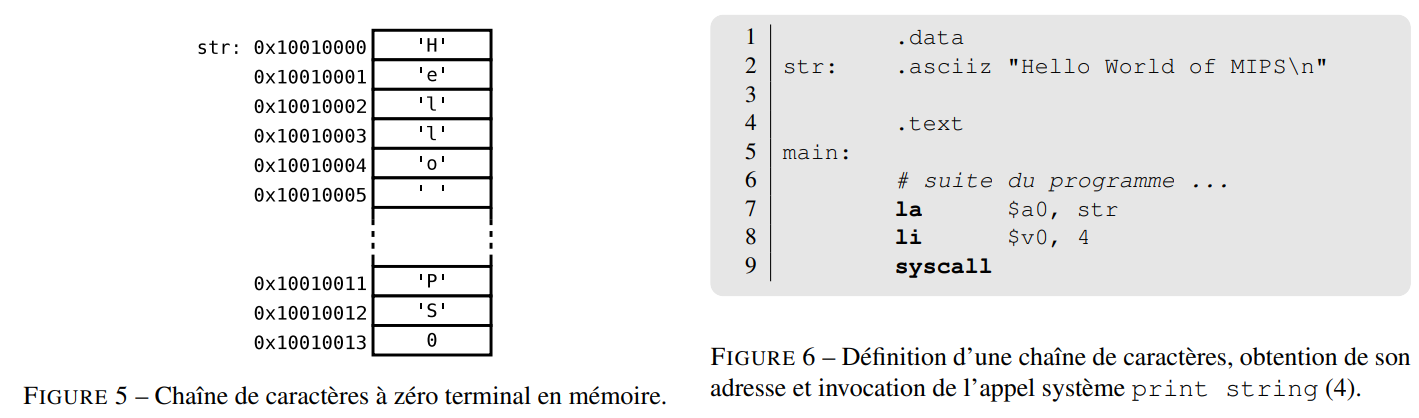 str: 0x10010000 'H'
0x10010001 'e'
0x10010002 'l'
0x10010003 'l'
0x10010004 'o'
0x10010005 ' '
0x10010011 'P'
0x10010012 'S'
0x10010013 0
FIGURE 5 – Chaîne de caractères à zéro terminal en mémoire.
1 .data
2 str: .asciiz "Hello World of MIPS\n"
3
4 .text
5 main:
6 # suite du programme ...
7 la $a0, str
8 li $v0, 4
9 syscall
FIGURE 6 – Définition d'une chaîne de caractères, obtention de son
adresse et invocation de l'appel système print string (4).